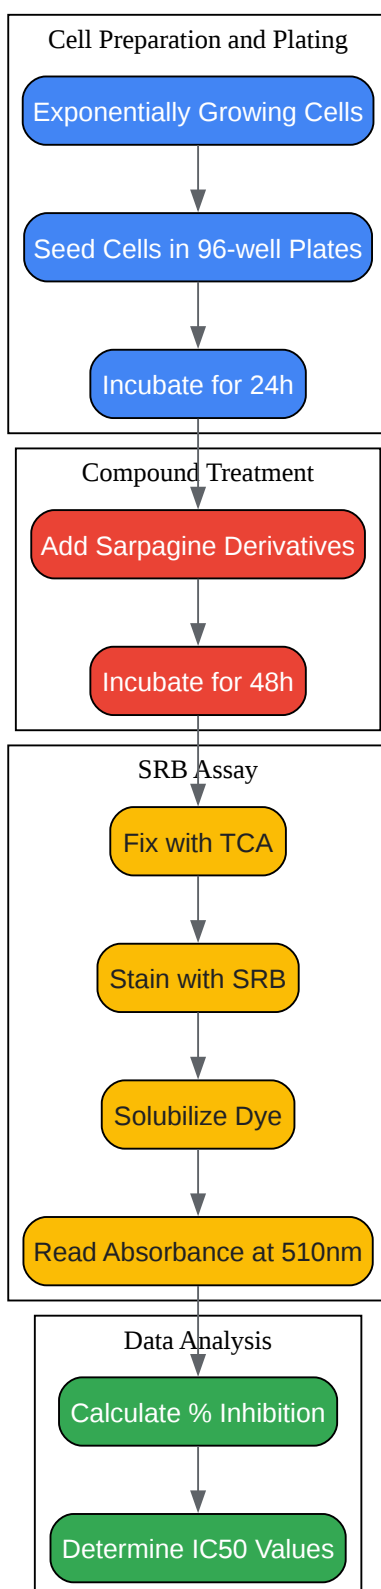 Cell Preparation and Plating
Exponentially Growing Cells
Seed Cells in 96-well Plates
Incubate for 24h
Compound Treatment
Add Sarpagine Derivatives
Incubate for 48h
SRB Assay
Fix with TCA
Stain with SRB
Solubilize Dye
Read Absorbance at 510nm
Data Analysis
Calculate % Inhibition
Determine IC50 Values